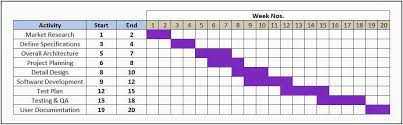 Week Nos.
Activity Start End 1 2 3 4 5 6 7 8 9 10 11 12 13 14 15 16 17 18 19 20
Market Research 1 2
Define Specifications 3 4
Overall Architecture 5 7
Project Planning 6 8
Detail Design 8 10
Software Development 9 12
Test Plan 12 15
Testing & QA 15 18
User Documentation 19 20